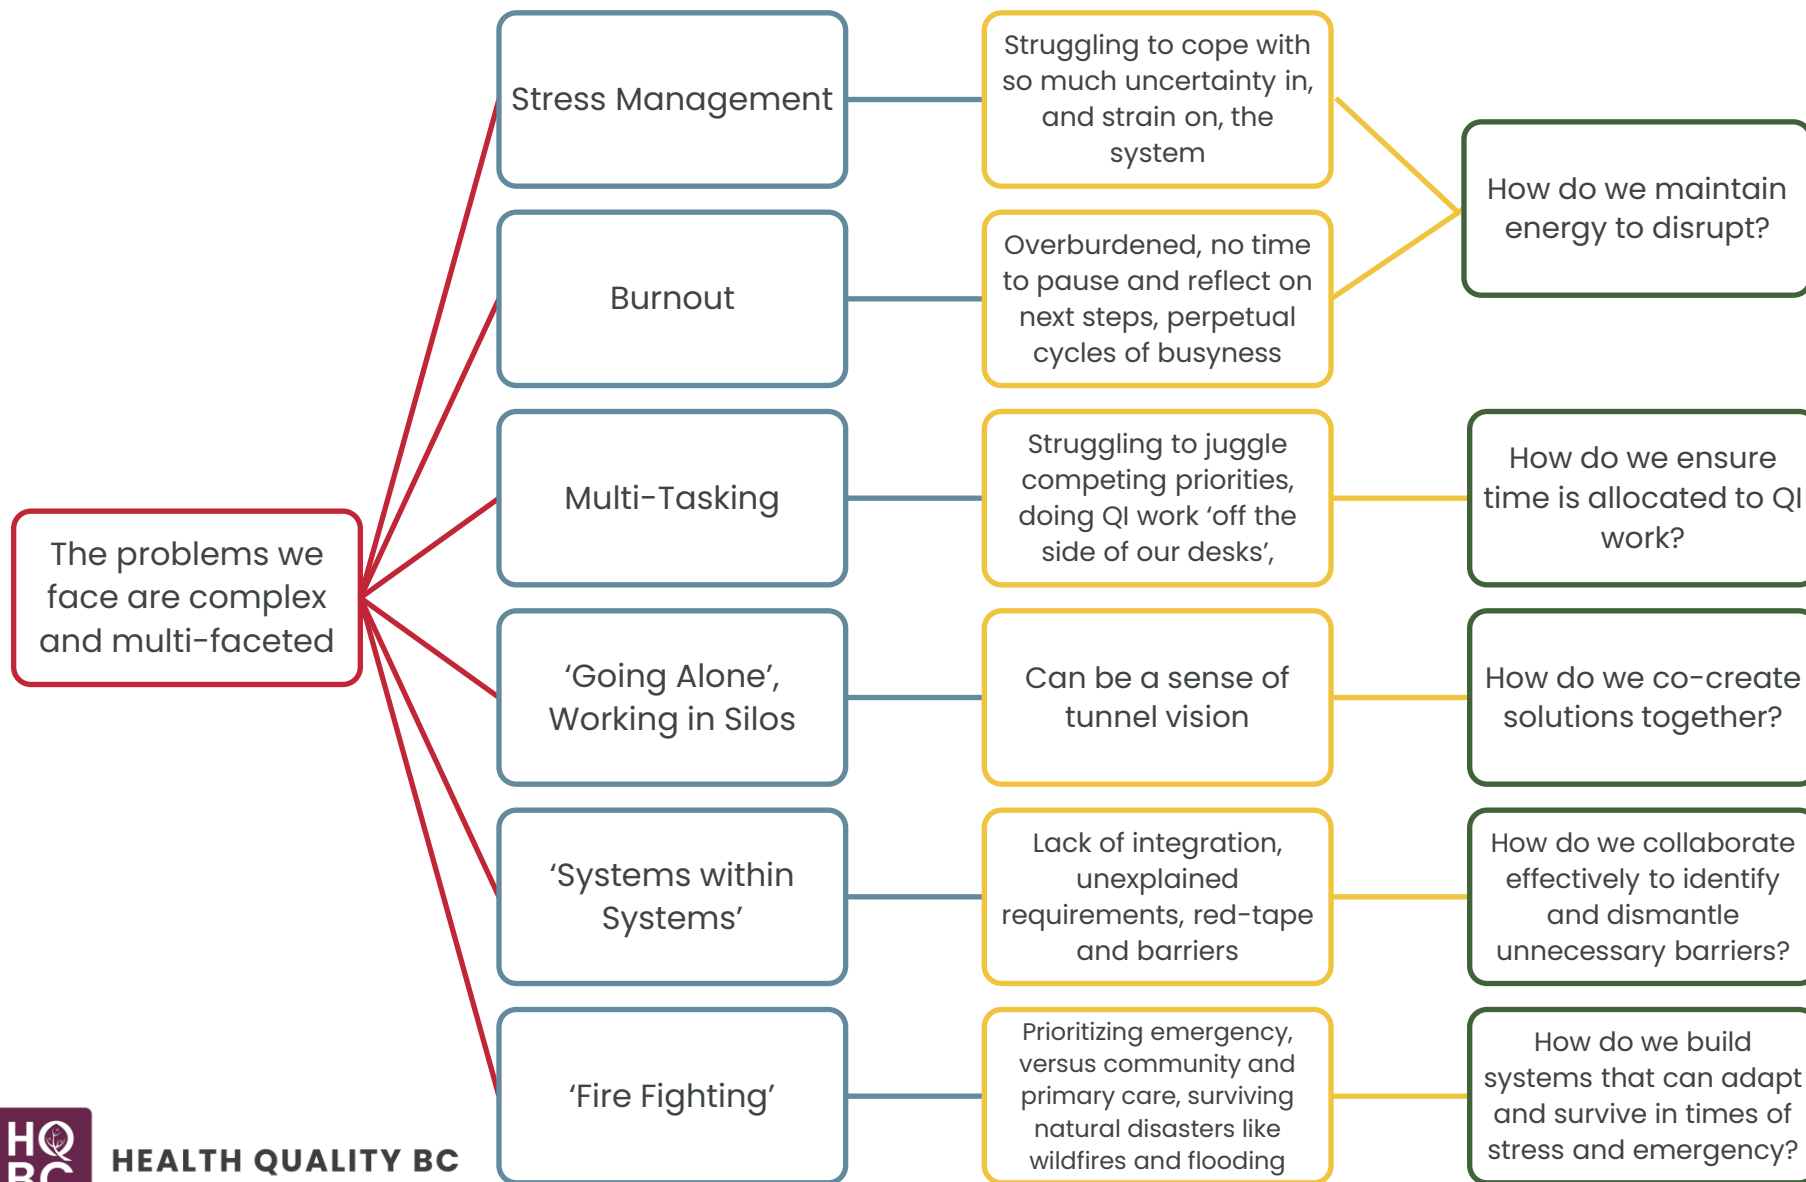 The problems we
face are complex
and multi-faceted
Stress Management
Struggling to cope with
so much uncertainty in,
and strain on, the
system
Burnout
Overburdened, no time
to pause and reflect on
next steps, perpetual
cycles of busyness
How do we maintain
energy to disrupt?
Multi-Tasking
Struggling to juggle
competing priorities,
doing QI work ‘off the
side of our desks’,
How do we ensure
time is allocated to QI
work?
‘Going Alone’,
Working in Silos
Can be a sense of
tunnel vision
How do we co-create
solutions together?
‘Systems within
Systems’
Lack of integration,
unexplained
requirements, red-tape
and barriers
How do we collaborate
effectively to identify
and dismantle
unnecessary barriers?
‘Fire Fighting’
Prioritizing emergency,
versus community and
primary care, surviving
natural disasters like
wildfires and flooding
How do we build
systems that can adapt
and survive in times of
stress and emergency?
HQ
BC
HEALTH QUALITY BC